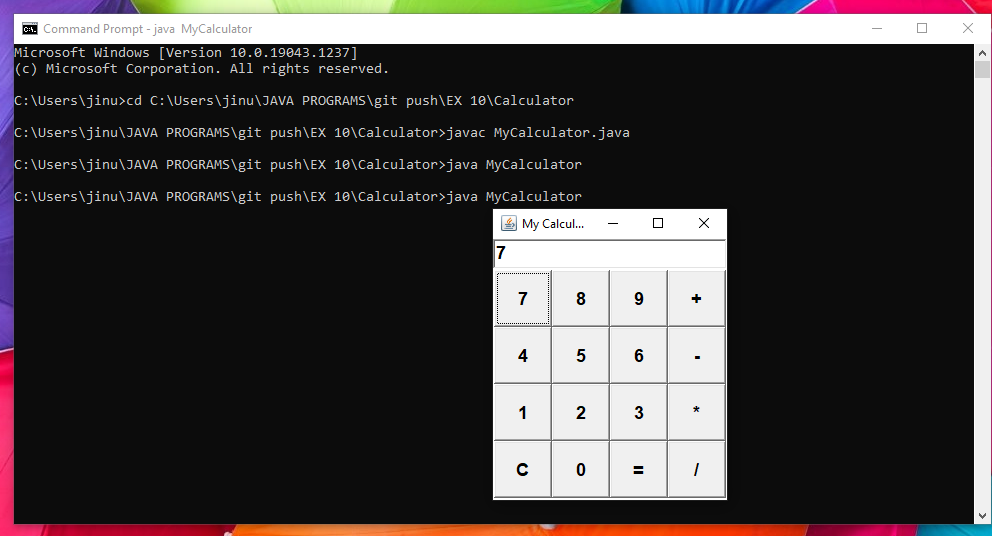 Command Prompt - java  MyCalculator
Microsoft Windows [Version 10.0.19043.1237]
(c) Microsoft Corporation. All rights reserved.
C:\Users\jinu>cd C:\Users\jinu\JAVA PROGRAMS\git push\EX 10\Calculator
C:\Users\jinu\JAVA PROGRAMS\git push\EX 10\Calculator>javac MyCalculator.java
C:\Users\jinu\JAVA PROGRAMS\git push\EX 10\Calculator>java MyCalculator
C:\Users\jinu\JAVA PROGRAMS\git push\EX 10\Calculator>java MyCalculator
My Calcul...
7
7 8 9 +
4 5 6 -
1 2 3 *
C 0 = /